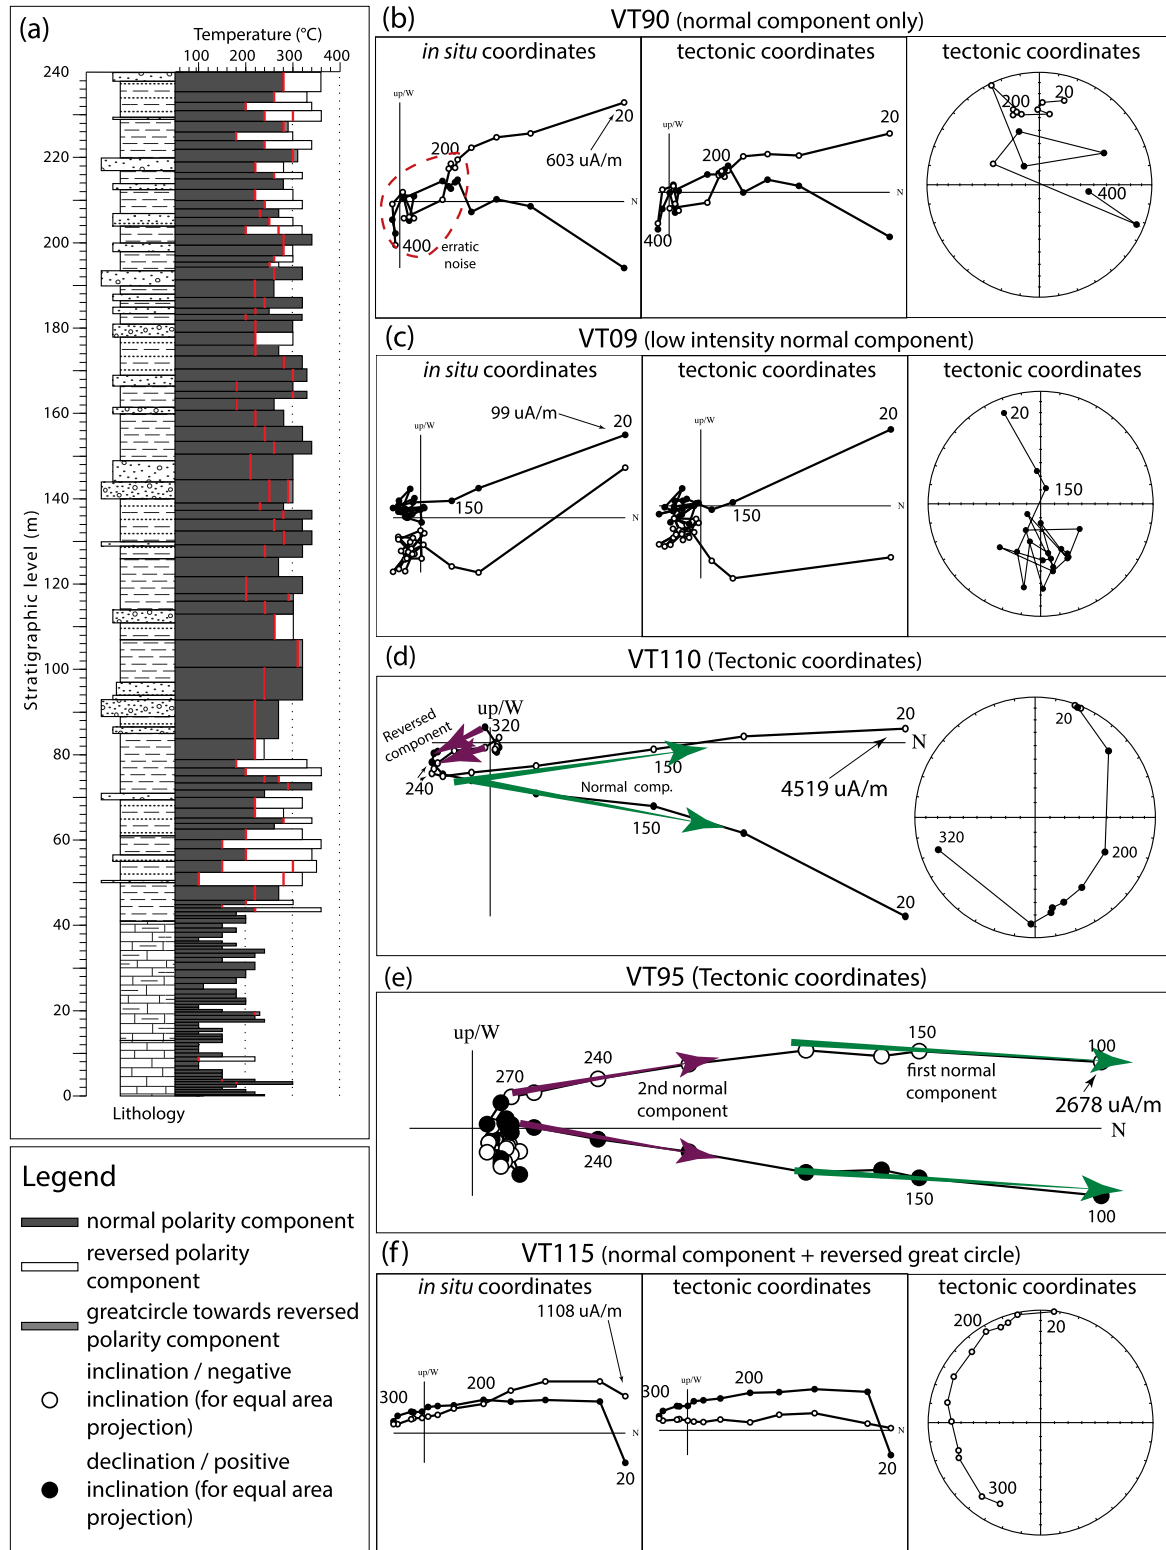 (a)
Temperature (°C)
100 200 300 400
240
220
200
180
160
140
120
100
80
60
40
20
0
Stratigraphic level (m)
Lithology
Legend
normal polarity component
reversed polarity
component
greatcircle towards reversed
polarity component
inclination / negative
inclination (for equal area
projection)
declination / positive
inclination (for equal area
projection)
(b) VT90 (normal component only)
in situ coordinates
up/W
200
20
603 uA/m
N
400
erratic
noise
tectonic coordinates
up/W
20
200
N
400
tectonic coordinates
200
20
400
(c) VT09 (low intensity normal component)
in situ coordinates
99 uA/m
20
up/W
150
N
tectonic coordinates
20
up/W
150
N
tectonic coordinates
20
150
(d) VT110 (Tectonic coordinates)
up/W
Reversed
component
320
20
N
150
4519 uA/m
240
Normal comp.
150
20
20
320
200
(e) VT95 (Tectonic coordinates)
up/W
150
240
100
270
2nd normal
component
first normal
component
2678 uA/m
N
240
150
100
(f) VT115 (normal component + reversed great circle)
in situ coordinates
1108 uA/m
up/W
300
200
N
20
tectonic coordinates
up/W
300
200
N
20
tectonic coordinates
200
20
300